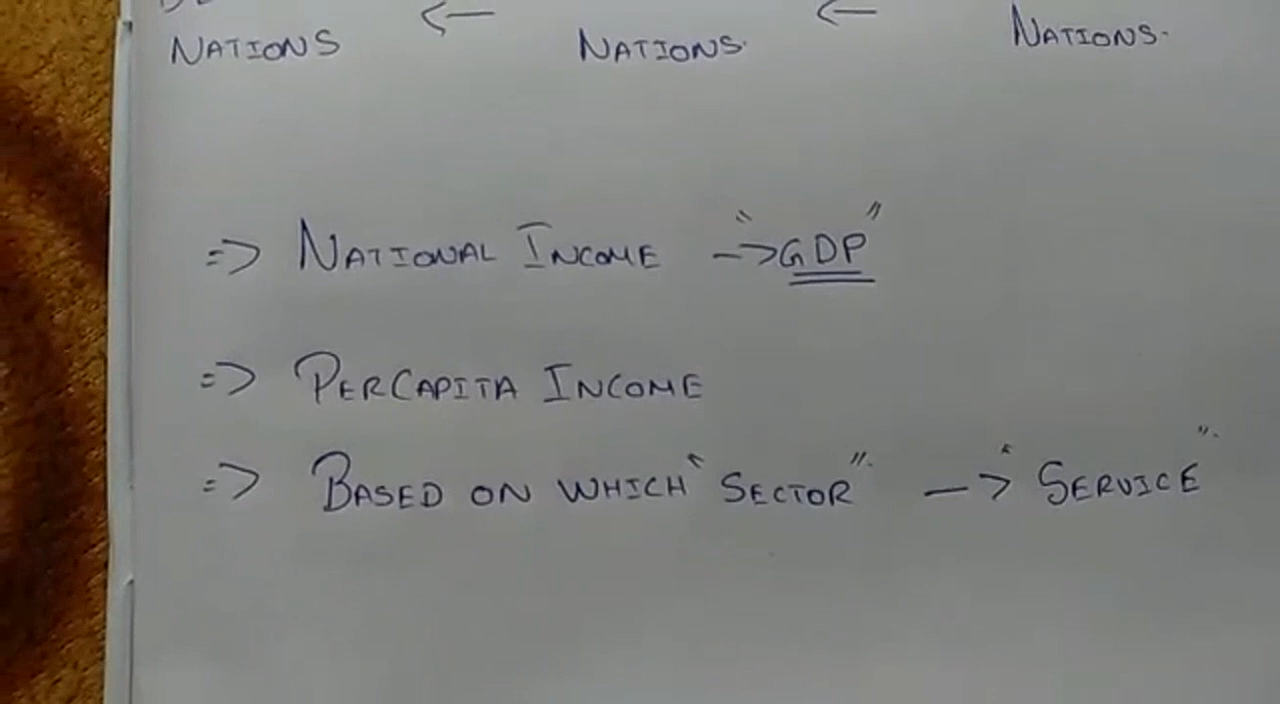 NATIONS <- NATIONS. <- NATIONS.
=> NATIONAL INCOME -> "GDP"
=> PERCAPITA INCOME
=> BASED ON WHICH "SECTOR". -> "SERVICE".